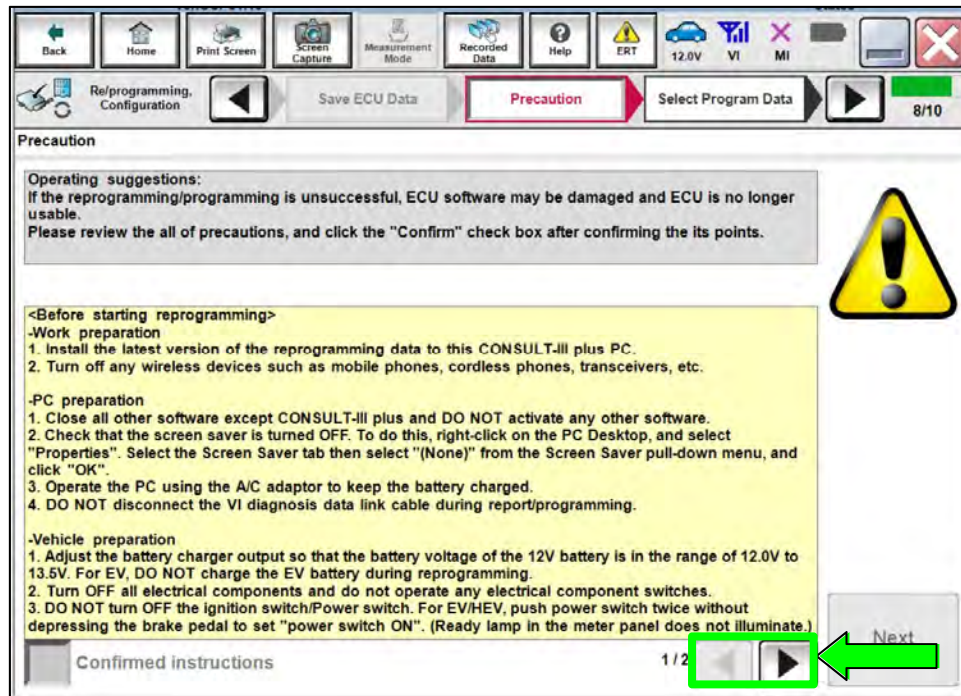 Back
Home
Print Screen
Screen Capture
Measurement Mode
Recorded Data
Help
ERT
12.0V
VI
MI
Re/programming, Configuration
Save ECU Data
Precaution
Select Program Data
8/10
Precaution
Operating suggestions:
If the reprogramming/programming is unsuccessful, ECU software may be damaged and ECU is no longer
usable.
Please review the all of precautions, and click the "Confirm" check box after confirming the its points.
<Before starting reprogramming>
-Work preparation
1. Install the latest version of the reprogramming data to this CONSULT-III plus PC.
2. Turn off any wireless devices such as mobile phones, cordless phones, transceivers, etc.
-PC preparation
1. Close all other software except CONSULT-III plus and DO NOT activate any other software.
2. Check that the screen saver is turned OFF. To do this, right-click on the PC Desktop, and select
"Properties". Select the Screen Saver tab then select "(None)" from the Screen Saver pull-down menu, and
click "OK".
3. Operate the PC using the A/C adaptor to keep the battery charged.
4. DO NOT disconnect the VI diagnosis data link cable during report/programming.
-Vehicle preparation
1. Adjust the battery charger output so that the battery voltage of the 12V battery is in the range of 12.0V to
13.5V. For EV, DO NOT charge the EV battery during reprogramming.
2. Turn OFF all electrical components and do not operate any electrical component switches.
3. DO NOT turn OFF the ignition switch/Power switch. For EV/HEV, push power switch twice without
depressing the brake pedal to set "power switch ON". (Ready lamp in the meter panel does not illuminate.)
Confirmed instructions
1/2
Next